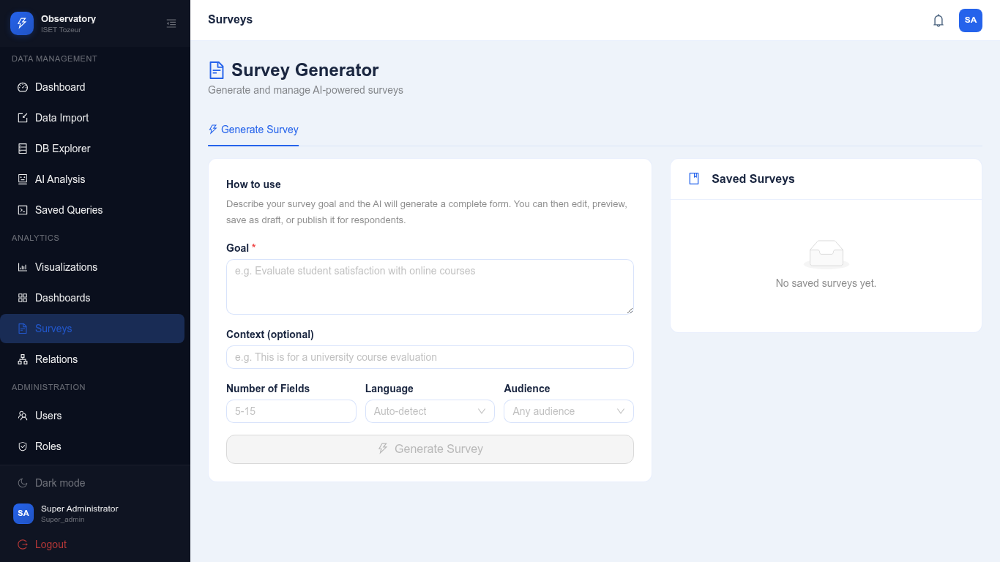 Observatory
ISET Tozeur
DATA MANAGEMENT
Dashboard
Data Import
DB Explorer
AI Analysis
Saved Queries
ANALYTICS
Visualizations
Dashboards
Surveys
Relations
ADMINISTRATION
Users
Roles
Dark mode
SA
Super Administrator
Super_admin
Logout
Surveys
SA
Survey Generator
Generate and manage AI-powered surveys
Generate Survey
How to use
Describe your survey goal and the AI will generate a complete form. You can then edit, preview,
save as draft, or publish it for respondents.
Goal *
e.g. Evaluate student satisfaction with online courses
Context (optional)
e.g. This is for a university course evaluation
Number of Fields Language Audience
5-15 Auto-detect Any audience
Generate Survey
Saved Surveys
No saved surveys yet.